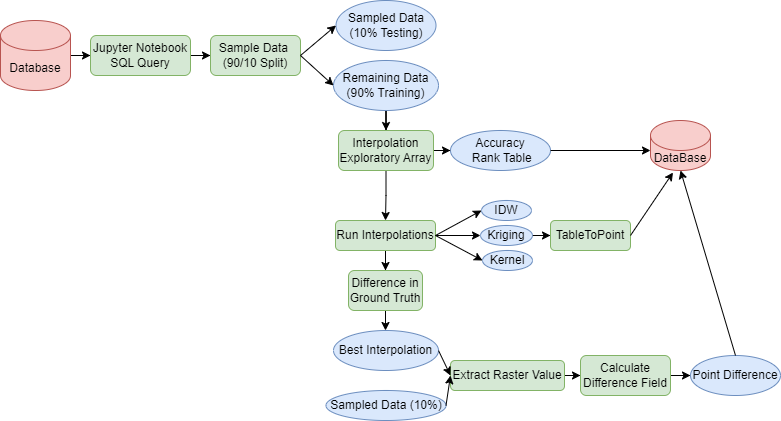 Database
Jupyter Notebook
SQL Query
Sample Data
(90/10 Split)
Sampled Data
(10% Testing)
Remaining Data
(90% Training)
Interpolation
Exploratory Array
Accuracy
Rank Table
DataBase
Run Interpolations
IDW
Kriging
Kernel
TableToPoint
Difference in
Ground Truth
Best Interpolation
Sampled Data (10%)
Extract Raster Value
Calculate
Difference Field
Point Difference